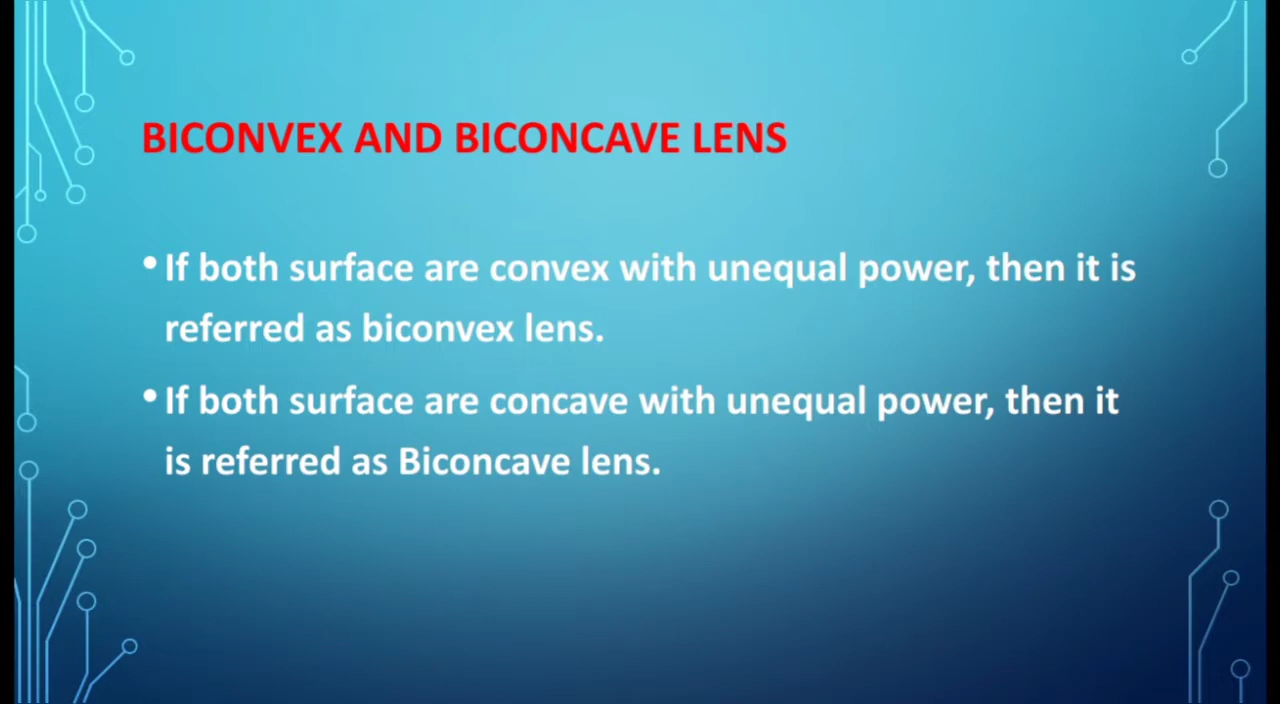 BICONVEX AND BICONCAVE LENS
•If both surface are convex with unequal power, then it is
referred as biconvex lens.
•If both surface are concave with unequal power, then it
is referred as Biconcave lens.